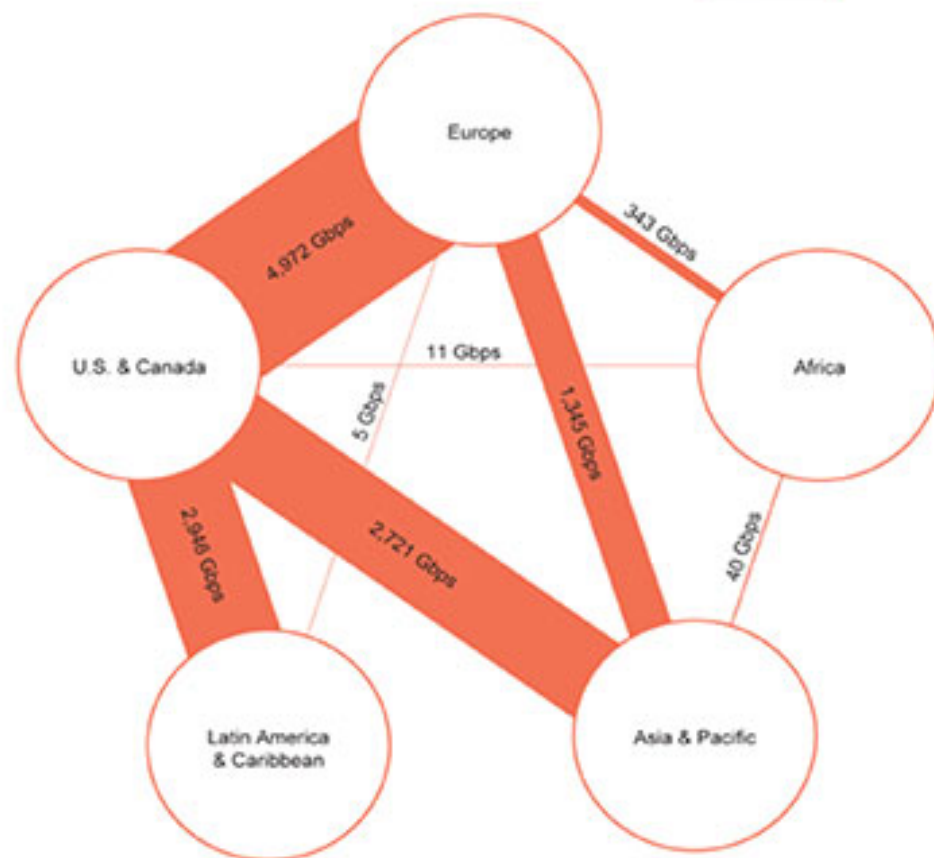 Europe
4,972 Gbps
343 Gbps
U.S. & Canada
11 Gbps
Africa
5 Gbps
1,345 Gbps
2,946 Gbps
2,721 Gbps
40 Gbps
Latin America
& Caribbean
Asia & Pacific